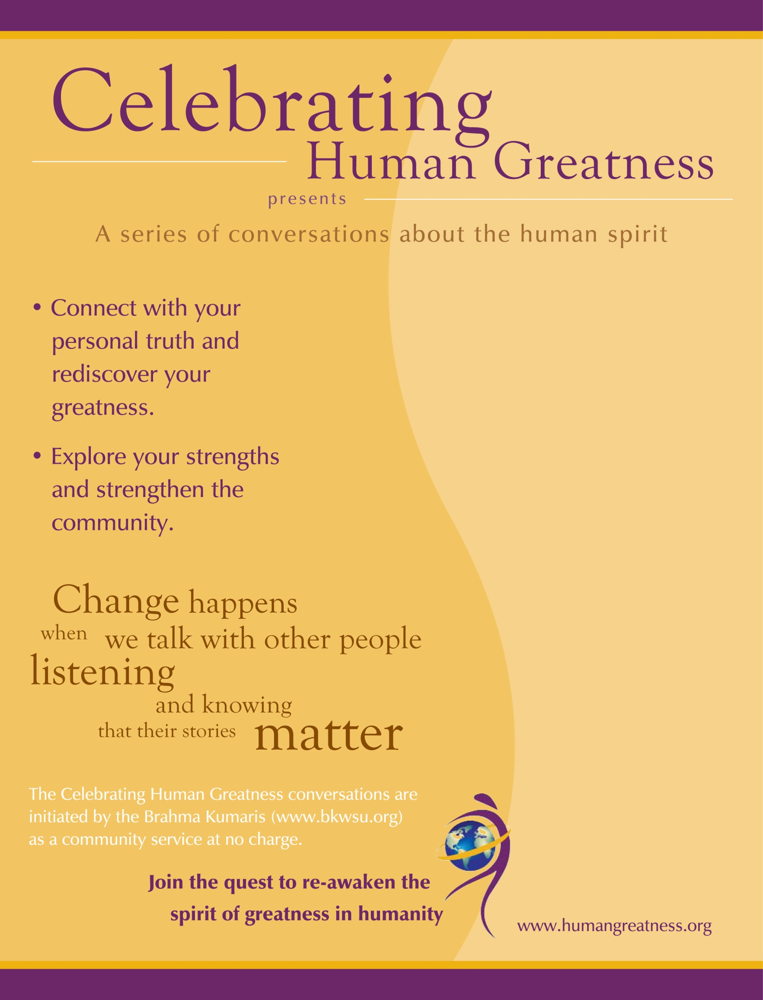 Celebrating
Human Greatness
presents
A series of conversations about the human spirit
• Connect with your
personal truth and
rediscover your
greatness.
• Explore your strengths
and strengthen the
community.
Change happens
when we talk with other people
listening
and knowing
that their stories matter
The Celebrating Human Greatness conversations are
initiated by the Brahma Kumaris (www.bkwsu.org)
as a community service at no charge.
Join the quest to re-awaken the
spirit of greatness in humanity
www.humangreatness.org